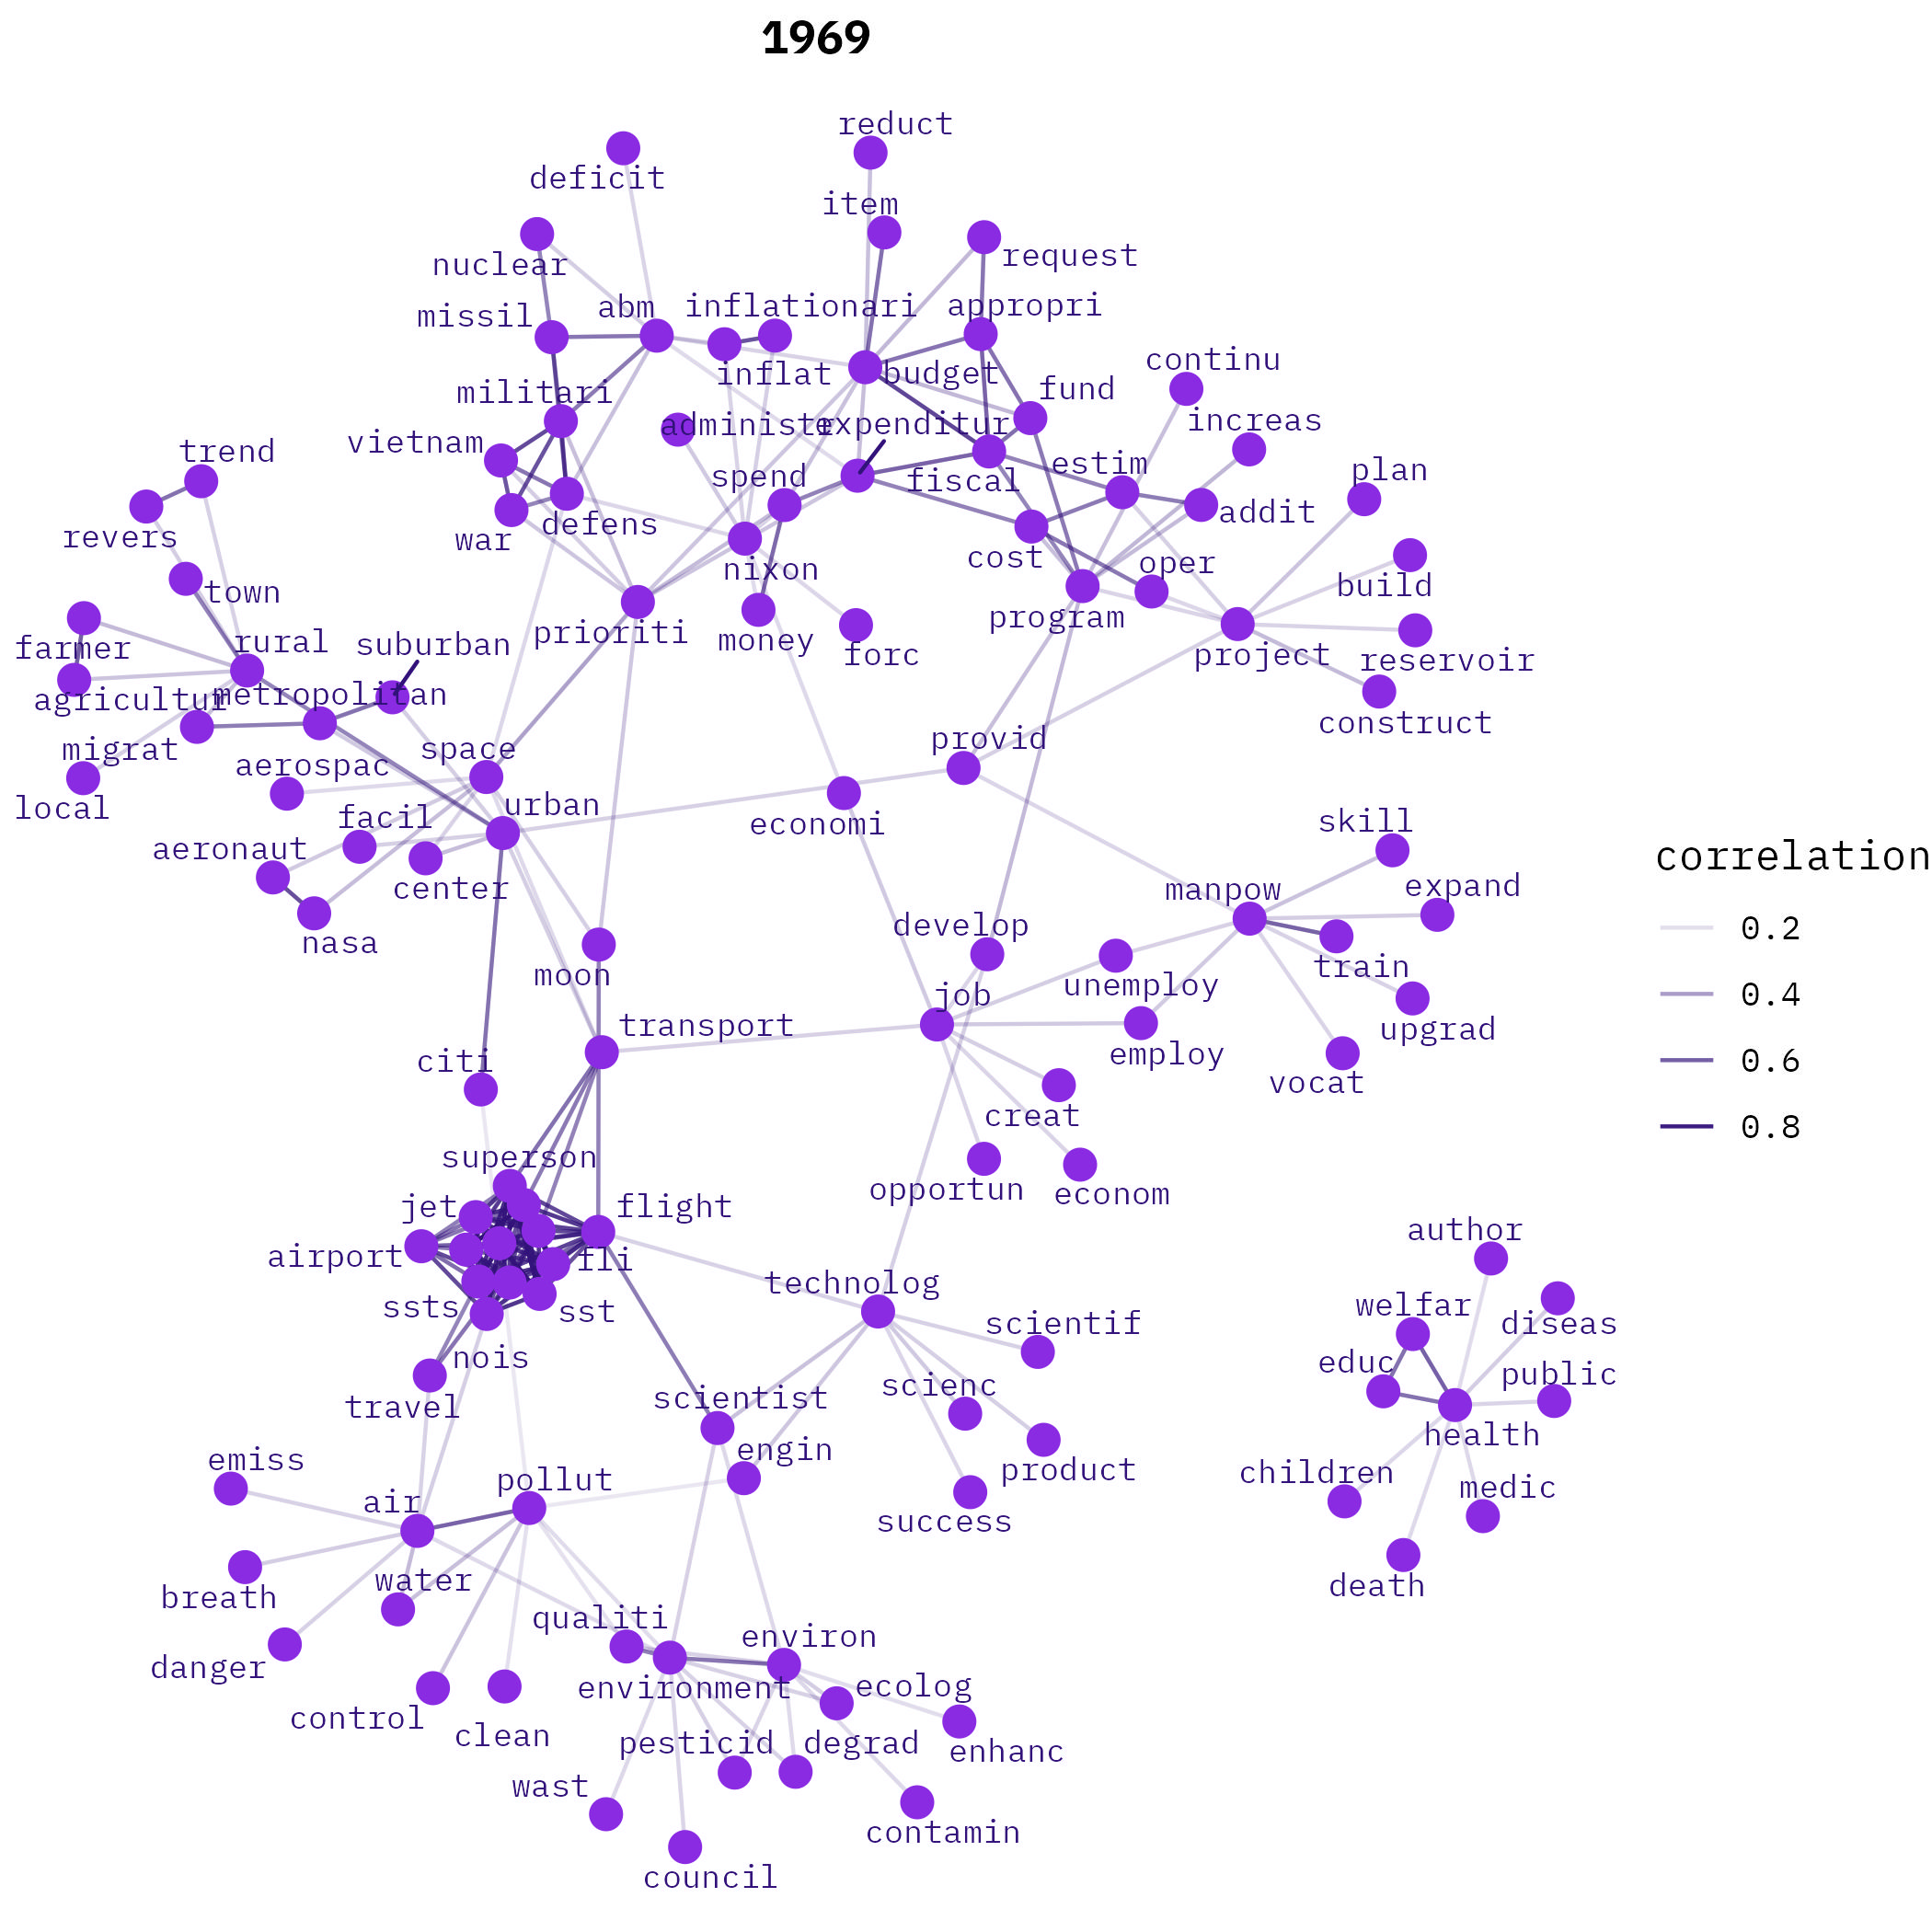 1969
reduct
deficit
item
nuclear
request
abm
inflationari
appropri
missil
continu
inflat
budget
militari
fund
increas
administe
expenditur
vietnam
trend
estim
plan
spend
fiscal
addit
revers
war
defens
cost
oper
nixon
town
build
program
farmer
rural
suburban
prioriti
money
forc
project
reservoir
agricultur
metropolitan
migrat
construct
space
provid
aerospac
local
urban
facil
economi
skill
aeronaut
correlation
center
manpow
expand
nasa
develop
0.2
moon
unemploy
train
job
0.4
transport
upgrad
citi
employ
0.6
vocat
creat
0.8
superson
opportun
econom
jet
flight
author
airport
fli
technolog
ssts
sst
scientif
welfar
diseas
nois
educ
public
travel
scientist
scienc
emiss
engin
health
pollut
product
children
medic
air
success
breath
water
death
qualiti
environ
danger
environment
ecolog
control
clean
pesticid
degrad
enhanc
wast
contamin
council